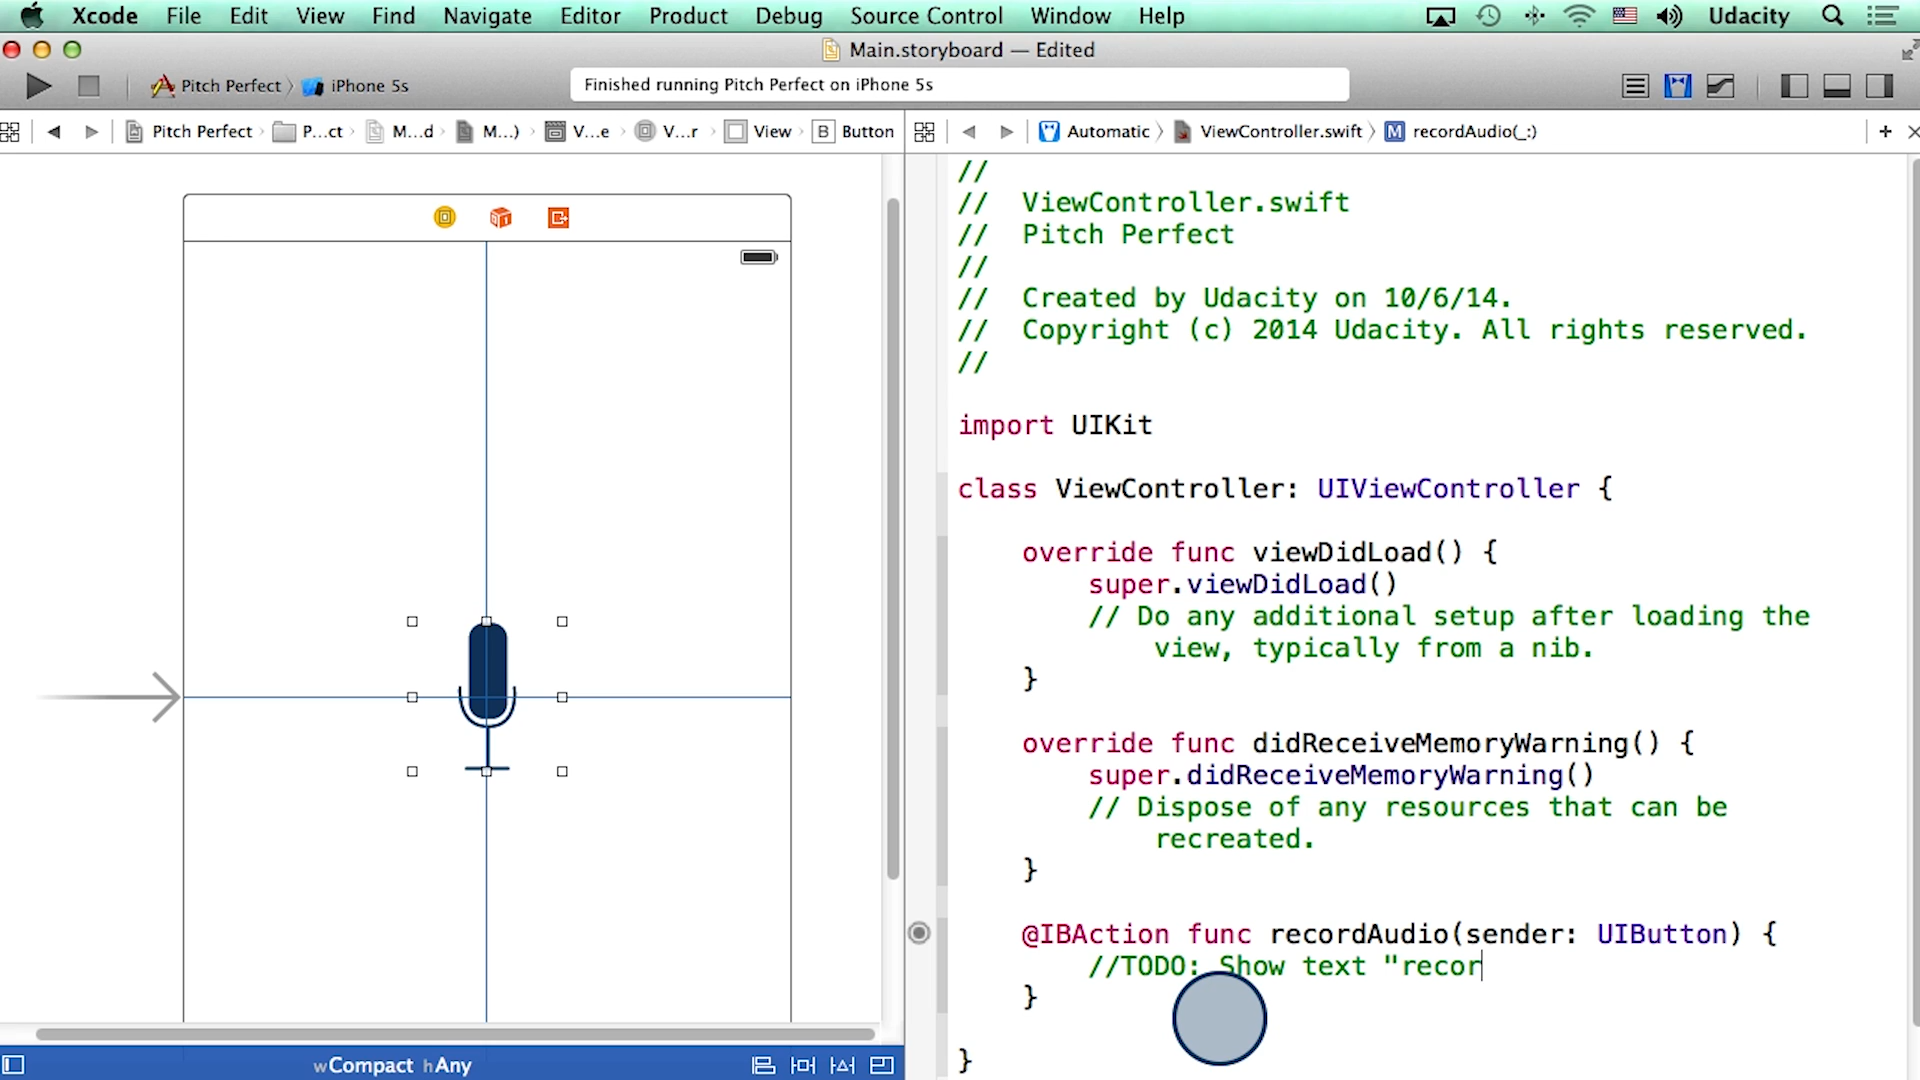 Xcode File Edit View Find Navigate Editor Product Debug Source Control Window Help Udacity
Main.storyboard — Edited
Pitch Perfect 〉 iPhone 5s
Finished running Pitch Perfect on iPhone 5s
Pitch Perfect › P...ct › M...d › M...) › V...e › V...r › View › B Button
Automatic 〉 ViewController.swift 〉 M recordAudio(_:)
//
// ViewController.swift
// Pitch Perfect
//
// Created by Udacity on 10/6/14.
// Copyright (c) 2014 Udacity. All rights reserved.
//
import UIKit
class ViewController: UIViewController {
override func viewDidLoad() {
super.viewDidLoad()
// Do any additional setup after loading the
view, typically from a nib.
}
override func didReceiveMemoryWarning() {
super.didReceiveMemoryWarning()
// Dispose of any resources that can be
recreated.
}
@IBAction func recordAudio(sender: UIButton) {
//TODO: Show text "recor
}
}
wCompact hAny